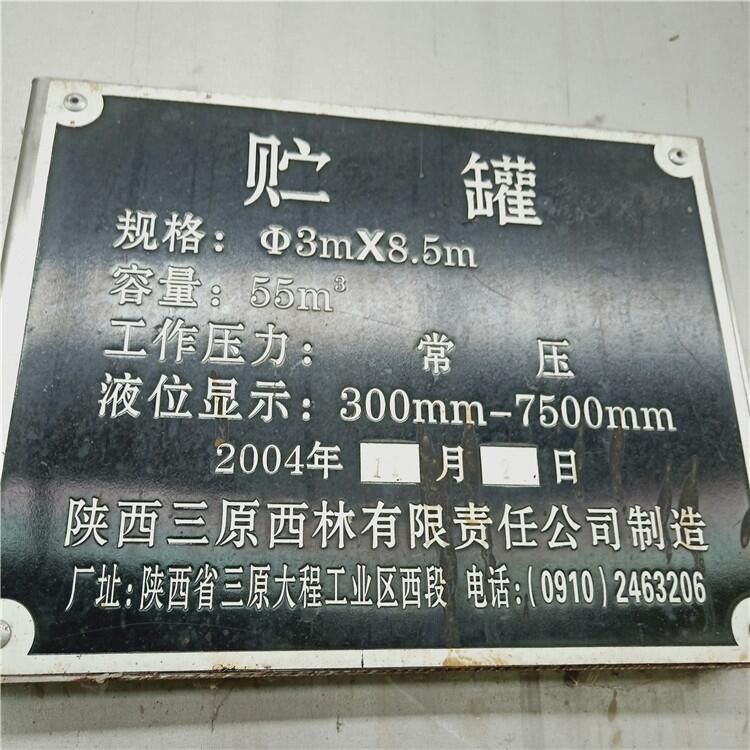 贮 罐
规格：Φ3mX8.5m
容量：55m³
工作压力： 常 压
液位显示：300mm-7500mm
2004年 11 月 日
陕西三原西林有限责任公司制造
厂址：陕西省三原大程工业区西段 电话：(0910)2463206